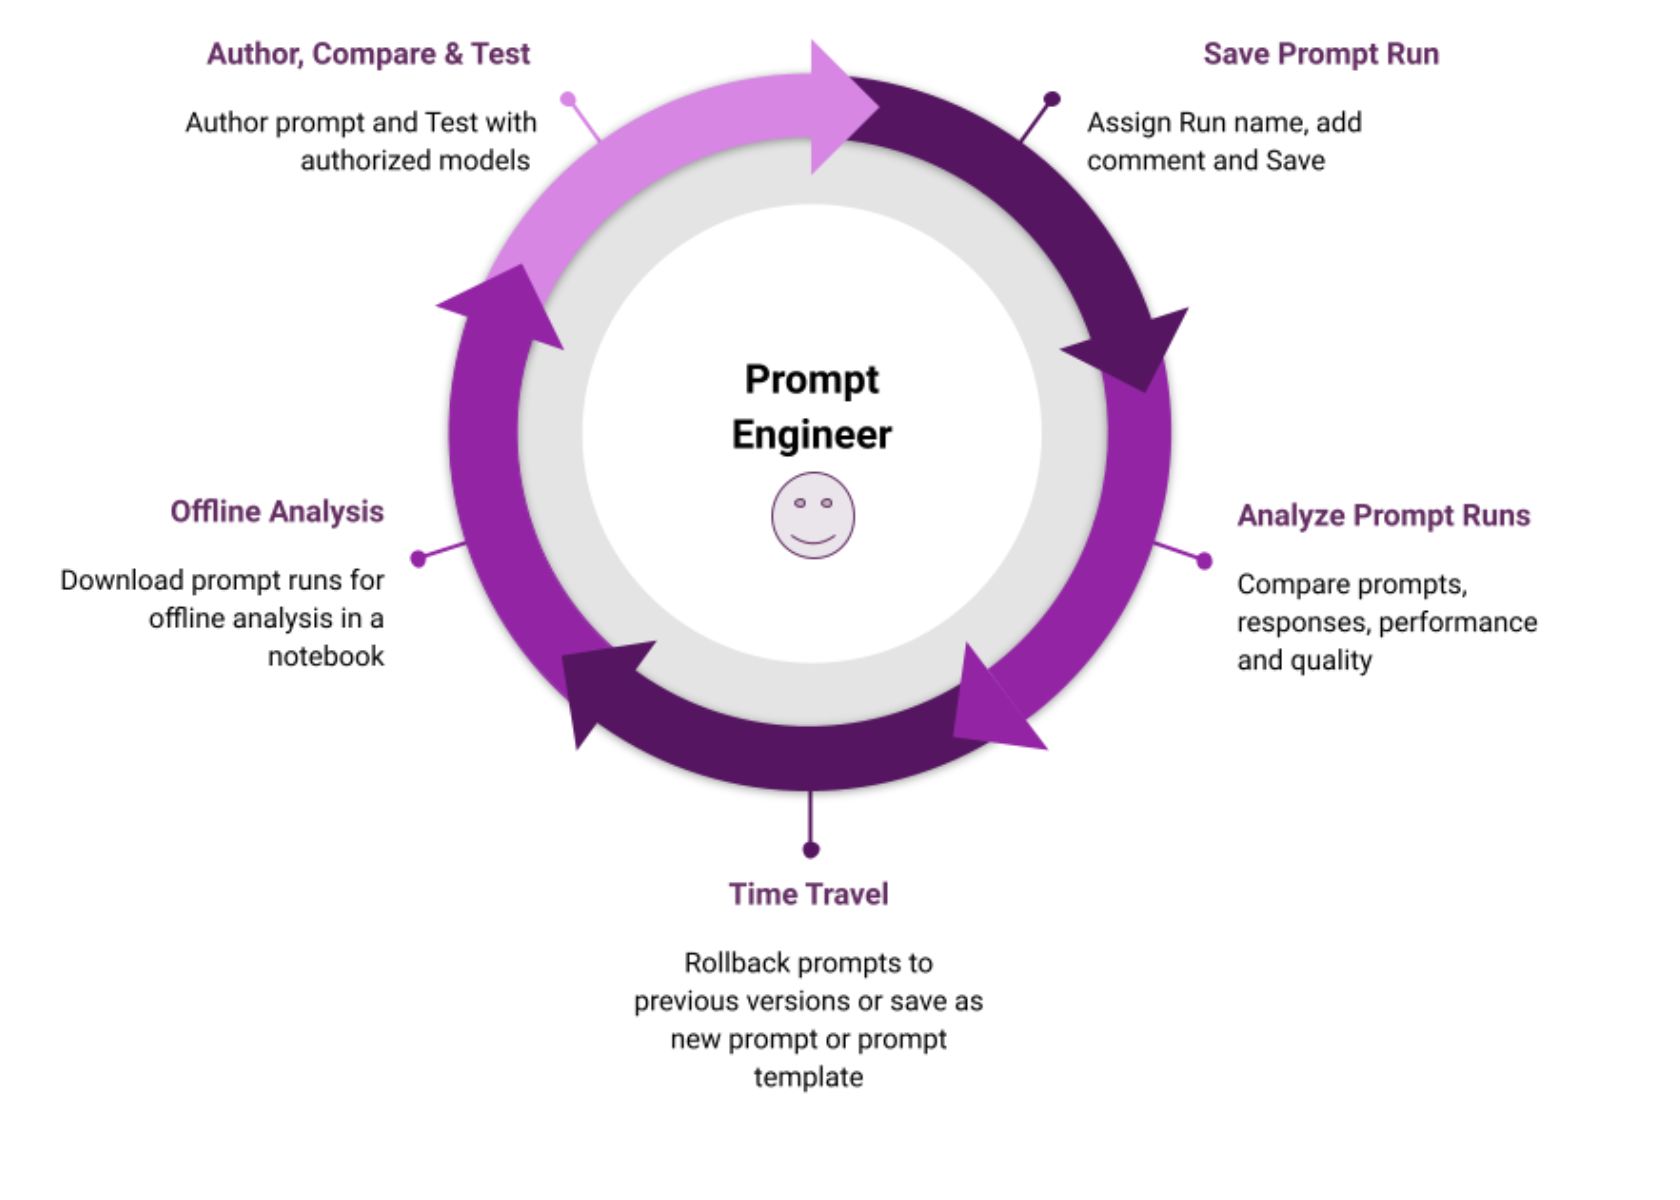 Author, Compare & Test
Author prompt and Test with
authorized models
Save Prompt Run
Assign Run name, add
comment and Save
Prompt
Engineer
Offline Analysis
Download prompt runs for
offline analysis in a
notebook
Analyze Prompt Runs
Compare prompts,
responses, performance
and quality
Time Travel
Rollback prompts to
previous versions or save as
new prompt or prompt
template